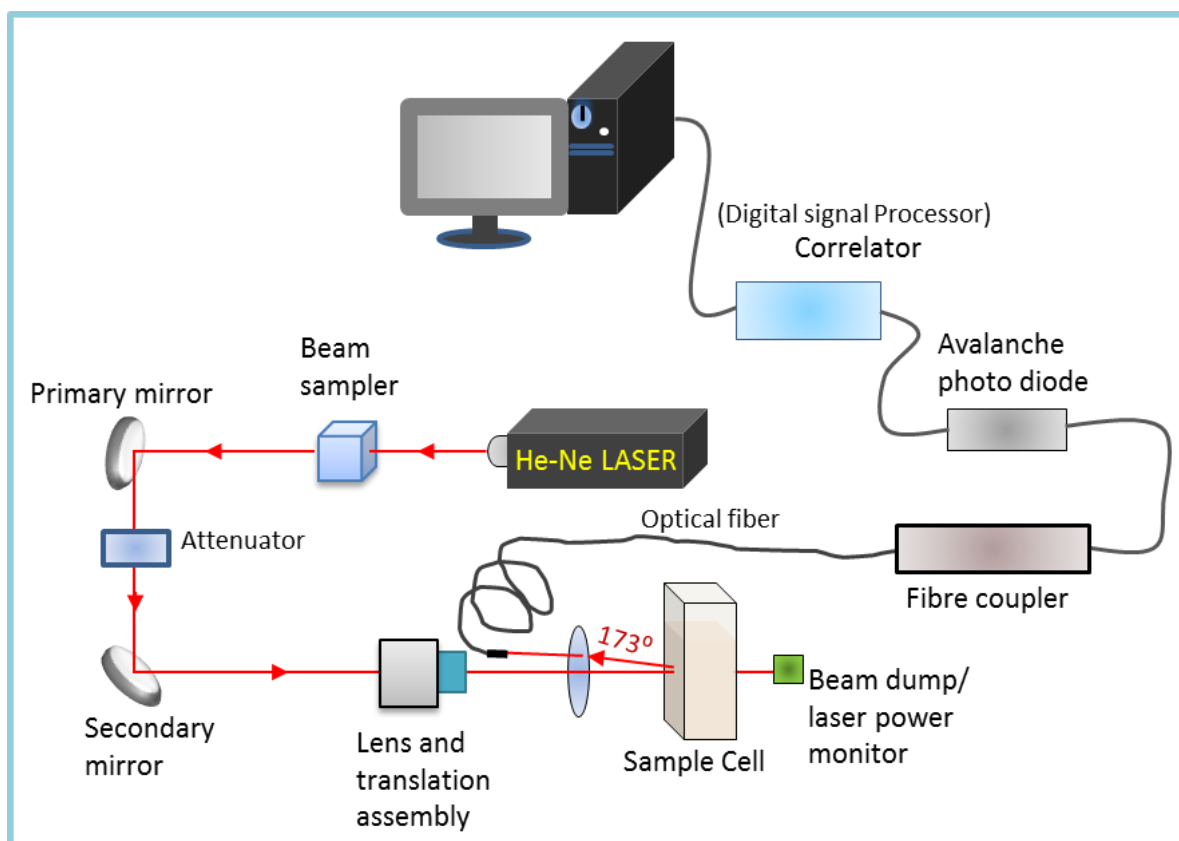 (Digital signal Processor)
Correlator
Avalanche
photo diode
Beam
sampler
Primary mirror
He-Ne LASER
Optical fiber
Attenuator
Fibre coupler
173º
Secondary
mirror
Lens and
translation
assembly
Sample Cell
Beam dump/
laser power
monitor